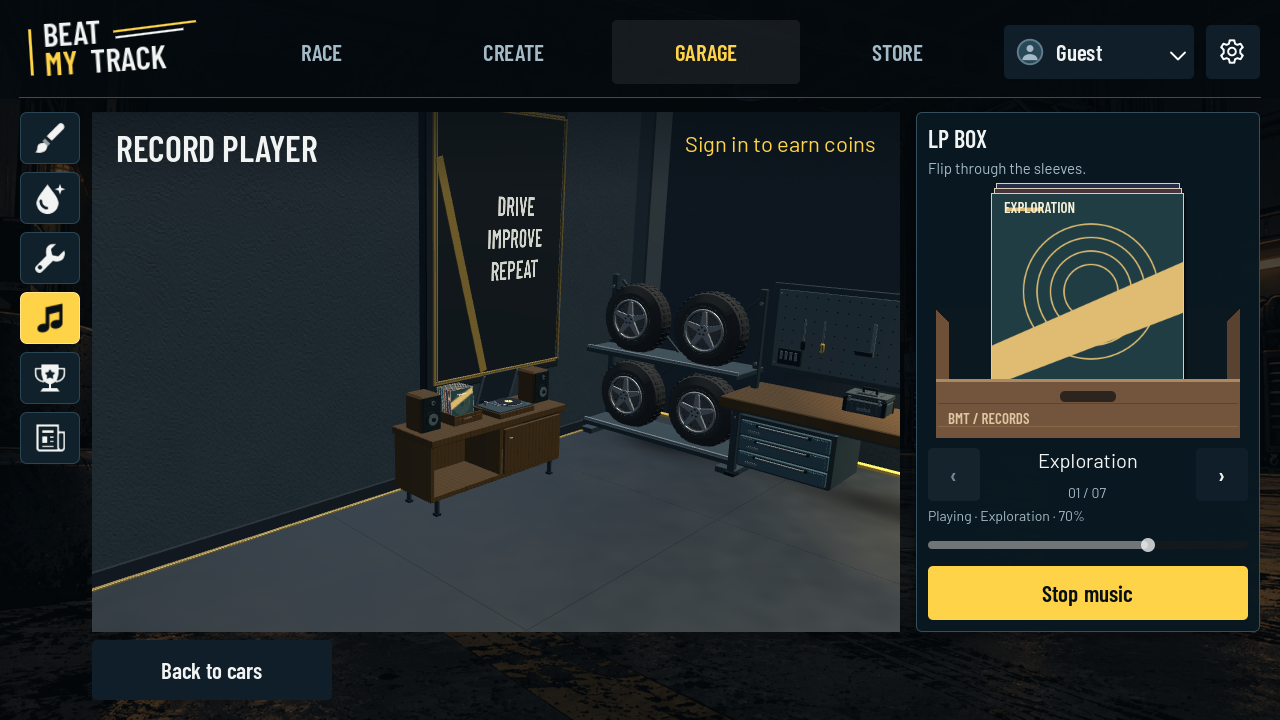 BEAT
MY TRACK
RACE
CREATE
GARAGE
STORE
Guest
RECORD PLAYER
Sign in to earn coins
DRIVE
IMPROVE
REPEAT
LP BOX
Flip through the sleeves.
EXPLORATION
BMT / RECORDS
Exploration
01 / 07
Playing · Exploration · 70%
Stop music
Back to cars